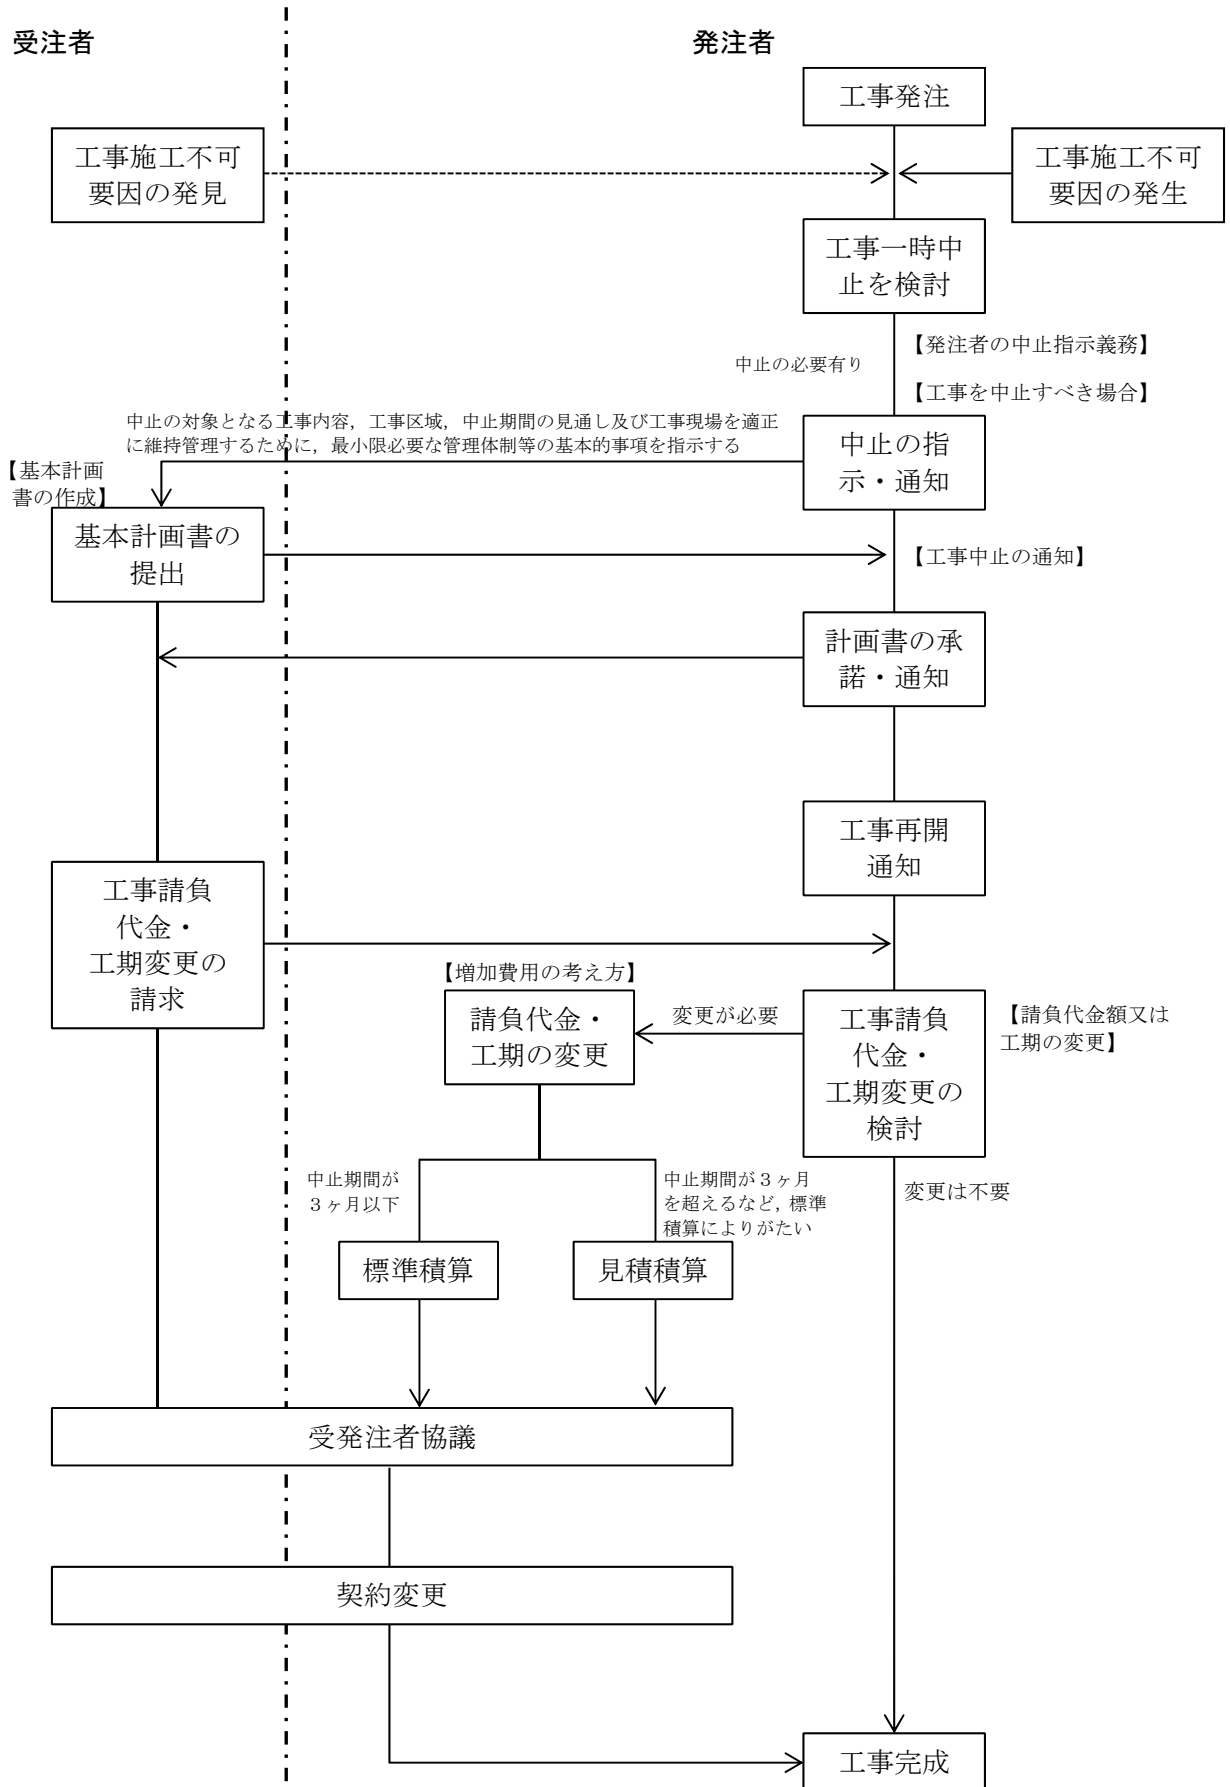 受注者
発注者
工事発注
工事施工不可
要因の発見
工事施工不可
要因の発生
工事一時中
止を検討
【発注者の中止指示義務】
中止の必要有り
【工事を中止すべき場合】
中止の対象となる工事内容，工事区域，中止期間の見通し及び工事現場を適正
に維持管理するために，最小限必要な管理体制等の基本的事項を指示する
中止の指
示・通知
【基本計画
書の作成】
基本計画書の
提出
【工事中止の通知】
計画書の承
諾・通知
工事再開
通知
工事請負
代金・
工期変更の
請求
【増加費用の考え方】
請負代金・
工期の変更
変更が必要
工事請負
代金・
工期変更の
検討
【請負代金額又は
工期の変更】
中止期間が
３ヶ月以下
中止期間が３ヶ月
を超えるなど，標準
積算によりがたい
変更は不要
標準積算
見積積算
受発注者協議
契約変更
工事完成